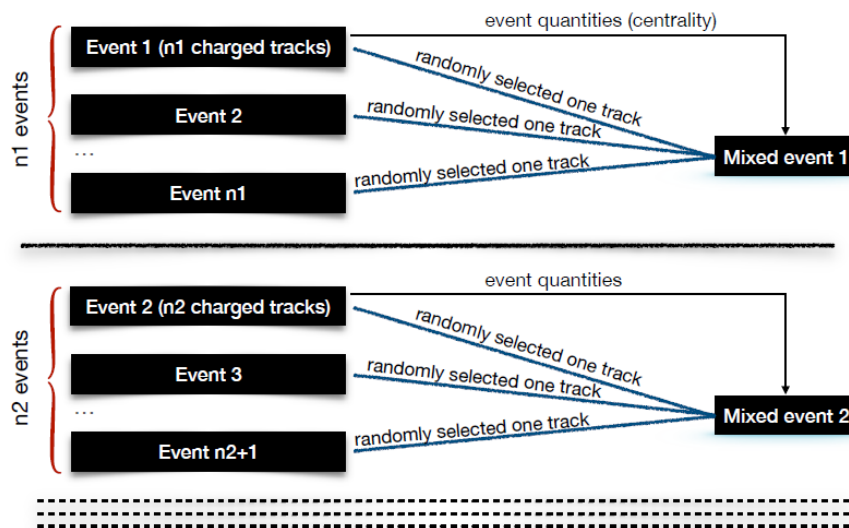 event quantities (centrality)
Event 1 (n1 charged tracks)
randomly selected one track
n1 events
Event 2
randomly selected one track
...
Mixed event 1
randomly selected one track
Event n1
event quantities
Event 2 (n2 charged tracks)
randomly selected one track
n2 events
Event 3
randomly selected one track
...
Mixed event 2
randomly selected one track
Event n2+1